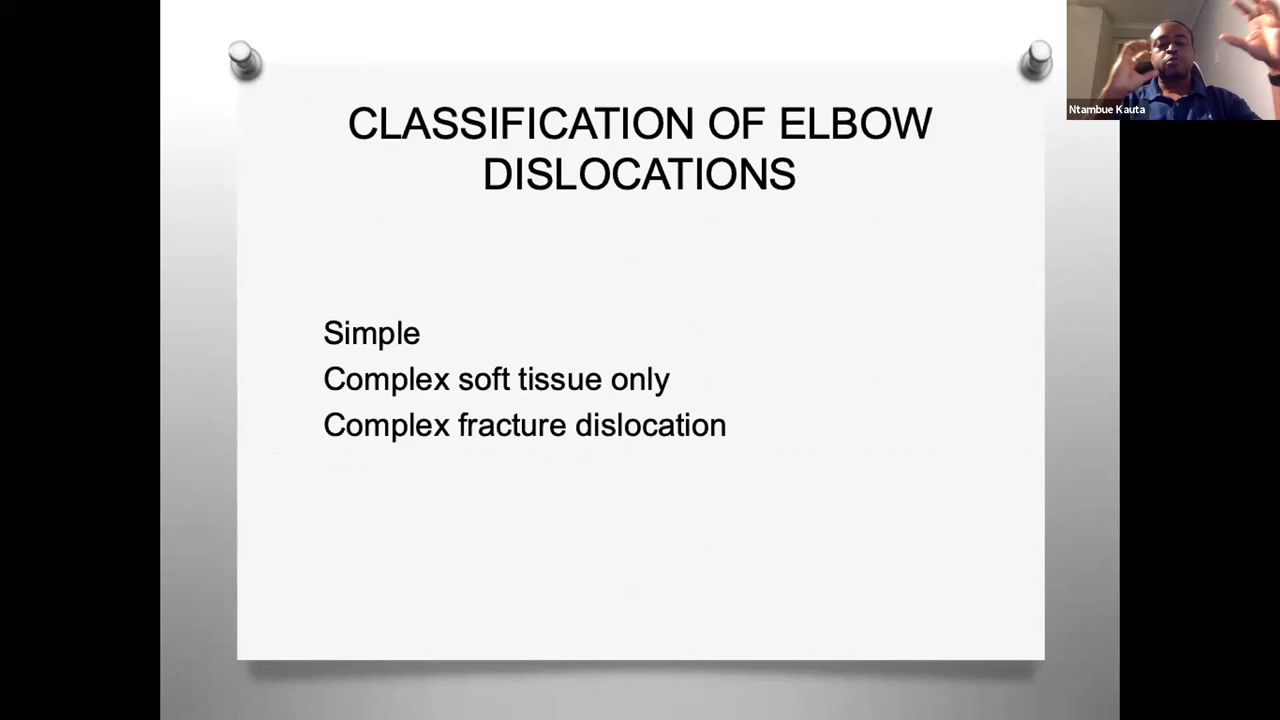 CLASSIFICATION OF ELBOW
DISLOCATIONS
Simple
Complex soft tissue only
Complex fracture dislocation
Ntambue Kauta